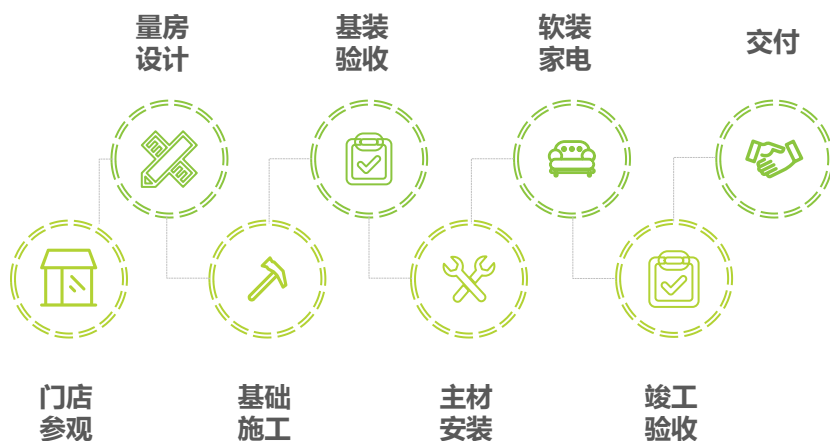 量房
设计
基装
验收
软装
家电
交付
门店
参观
基础
施工
主材
安装
竣工
验收